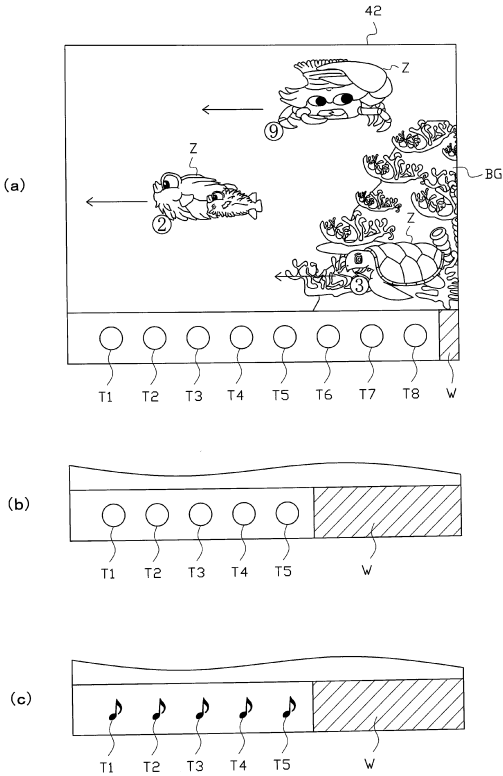 42
(a)
Z
⑨
BG
Z
②
Z
③
T1 T2 T3 T4 T5 T6 T7 T8 W
(b)
T1 T2 T3 T4 T5 W
(c)
T1 T2 T3 T4 T5 W